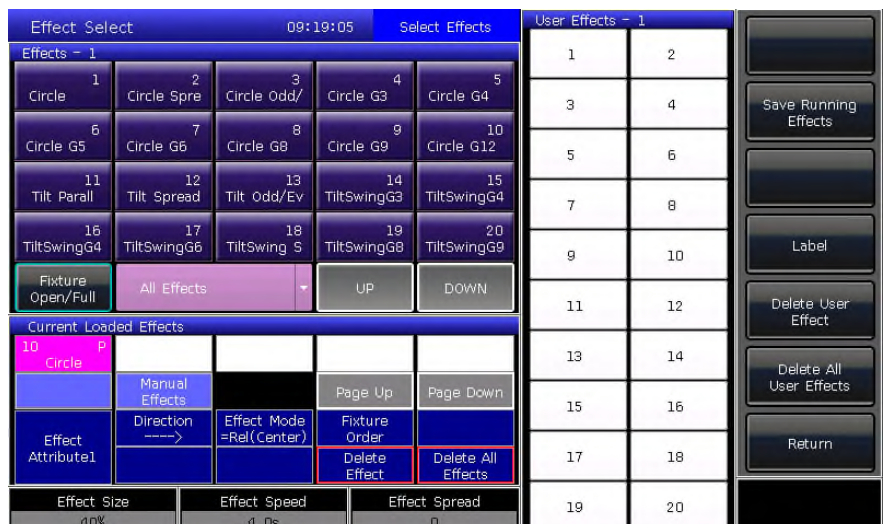 Effect Select 09:19:05 Select Effects
Effects - 1
1 Circle
2 Circle Spre
3 Circle Odd/
4 Circle G3
5 Circle G4
6 Circle G5
7 Circle G6
8 Circle G8
9 Circle G9
10 Circle G12
11 Tilt Parall
12 Tilt Spread
13 Tilt Odd/Ev
14 TiltSwingG3
15 TiltSwingG4
16 TiltSwingG4
17 TiltSwingG6
18 TiltSwing S
19 TiltSwingG8
20 TiltSwingG9
Fixture
Open/Full
All Effects
UP
DOWN
Current Loaded Effects
10 P
Circle
Manual
Effects
Page Up
Page Down
Effect
Attribute1
Direction
---->
Effect Mode
=Rel(Center)
Fixture
Order
Delete
Effect
Delete All
Effects
Effect Size
40%
Effect Speed
4.0s
Effect Spread
0
User Effects - 1
1 2
3 4
5 6
7 8
9 10
11 12
13 14
15 16
17 18
19 20
Save Running
Effects
Label
Delete User
Effect
Delete All
User Effects
Return